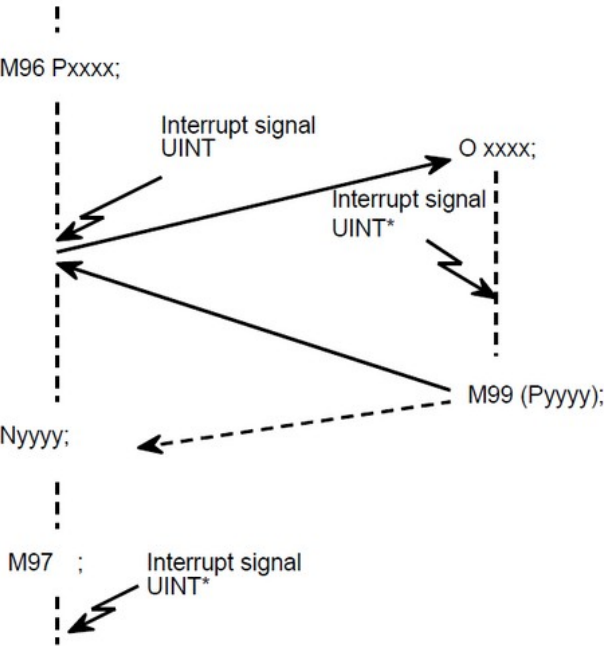 M96 Pxxxx;
Interrupt signal
UINT
O xxxx;
Interrupt signal
UINT*
M99 (Pyyyy);
Nyyyy;
M97 ;
Interrupt signal
UINT*